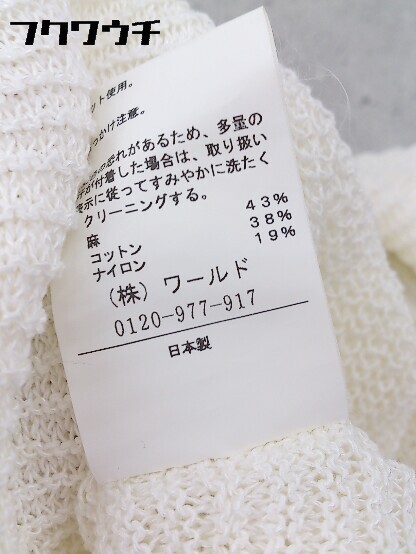 フクワウチ
ット使用。
っかけ注意。
の恐れがあるため、多量の
が付着した場合は、取り扱い
表示に従ってすみやかに洗たく
クリーニングする。
麻 43%
コットン 38%
ナイロン 19%
(株) ワールド
0120-977-917
日本製